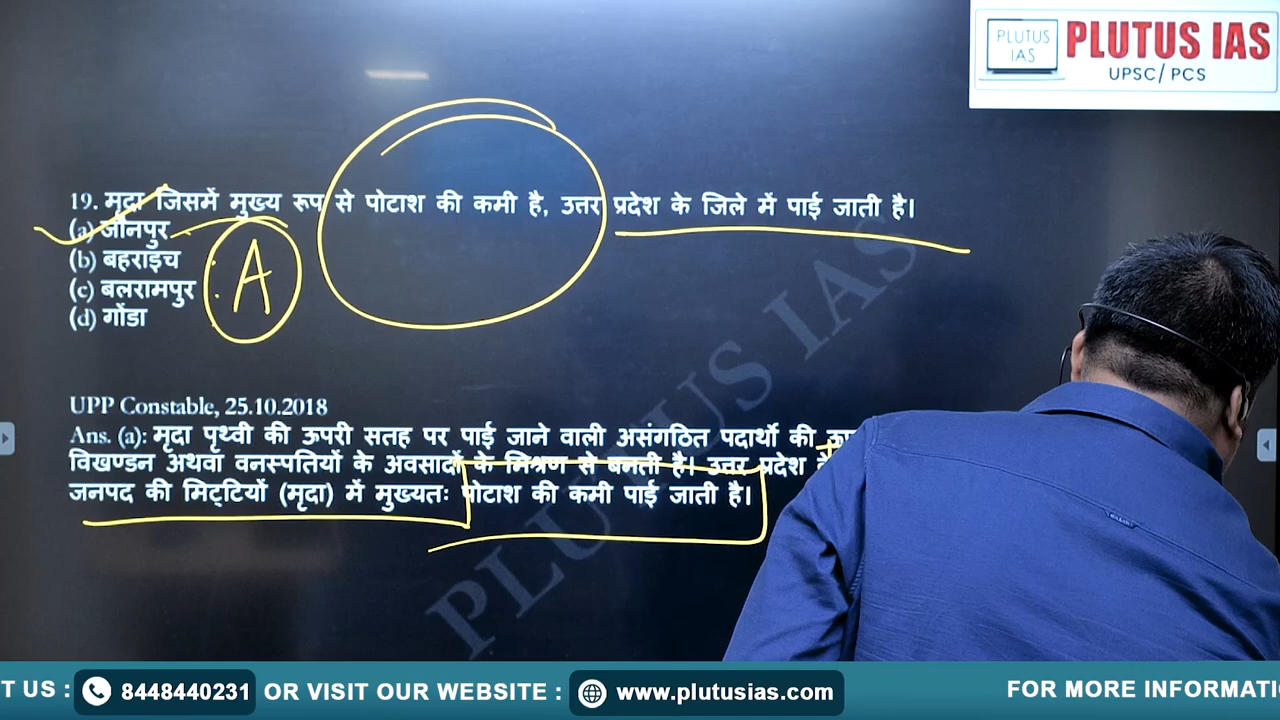 PLUTUS IAS
PLUTUS IAS
UPSC/ PCS
19. मृदा जिसमें मुख्य रूप से पोटाश की कमी है, उत्तर प्रदेश के जिले में पाई जाती है।
(a) जौनपुर
(b) बहराइच
(c) बलरामपुर
(d) गोंडा
A
UPP Constable, 25.10.2018
Ans. (a): मृदा पृथ्वी की ऊपरी सतह पर पाई जाने वाली असंगठित पदार्थो की
विखण्डन अथवा वनस्पतियों के अवसादों के मिश्रण से बनती है। उत्तर प्रदेश
जनपद की मिट्टियों (मृदा) में मुख्यतः पोटाश की कमी पाई जाती है।
PLUTUS IAS
T US : 8448440231 OR VISIT OUR WEBSITE : www.plutusias.com FOR MORE INFORMATI